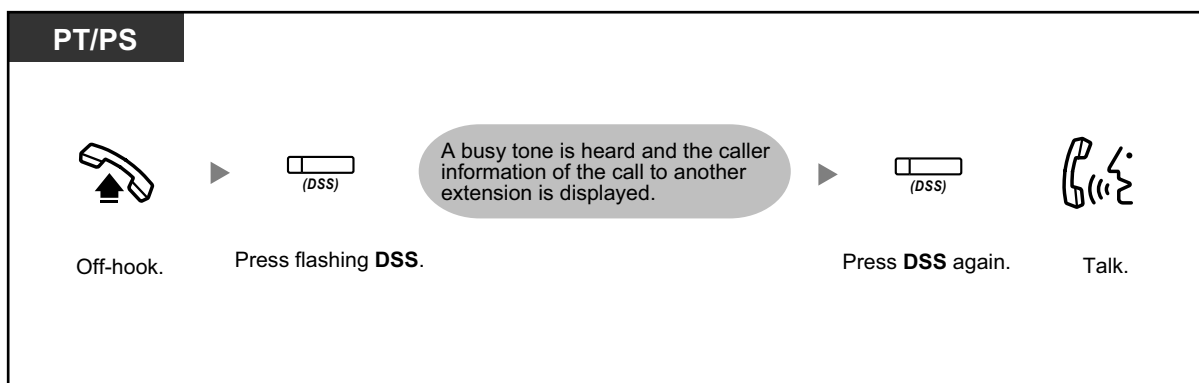 PT/PS
(DSS)
A busy tone is heard and the caller
information of the call to another
extension is displayed.
(DSS)
Off-hook.
Press flashing DSS.
Press DSS again.
Talk.